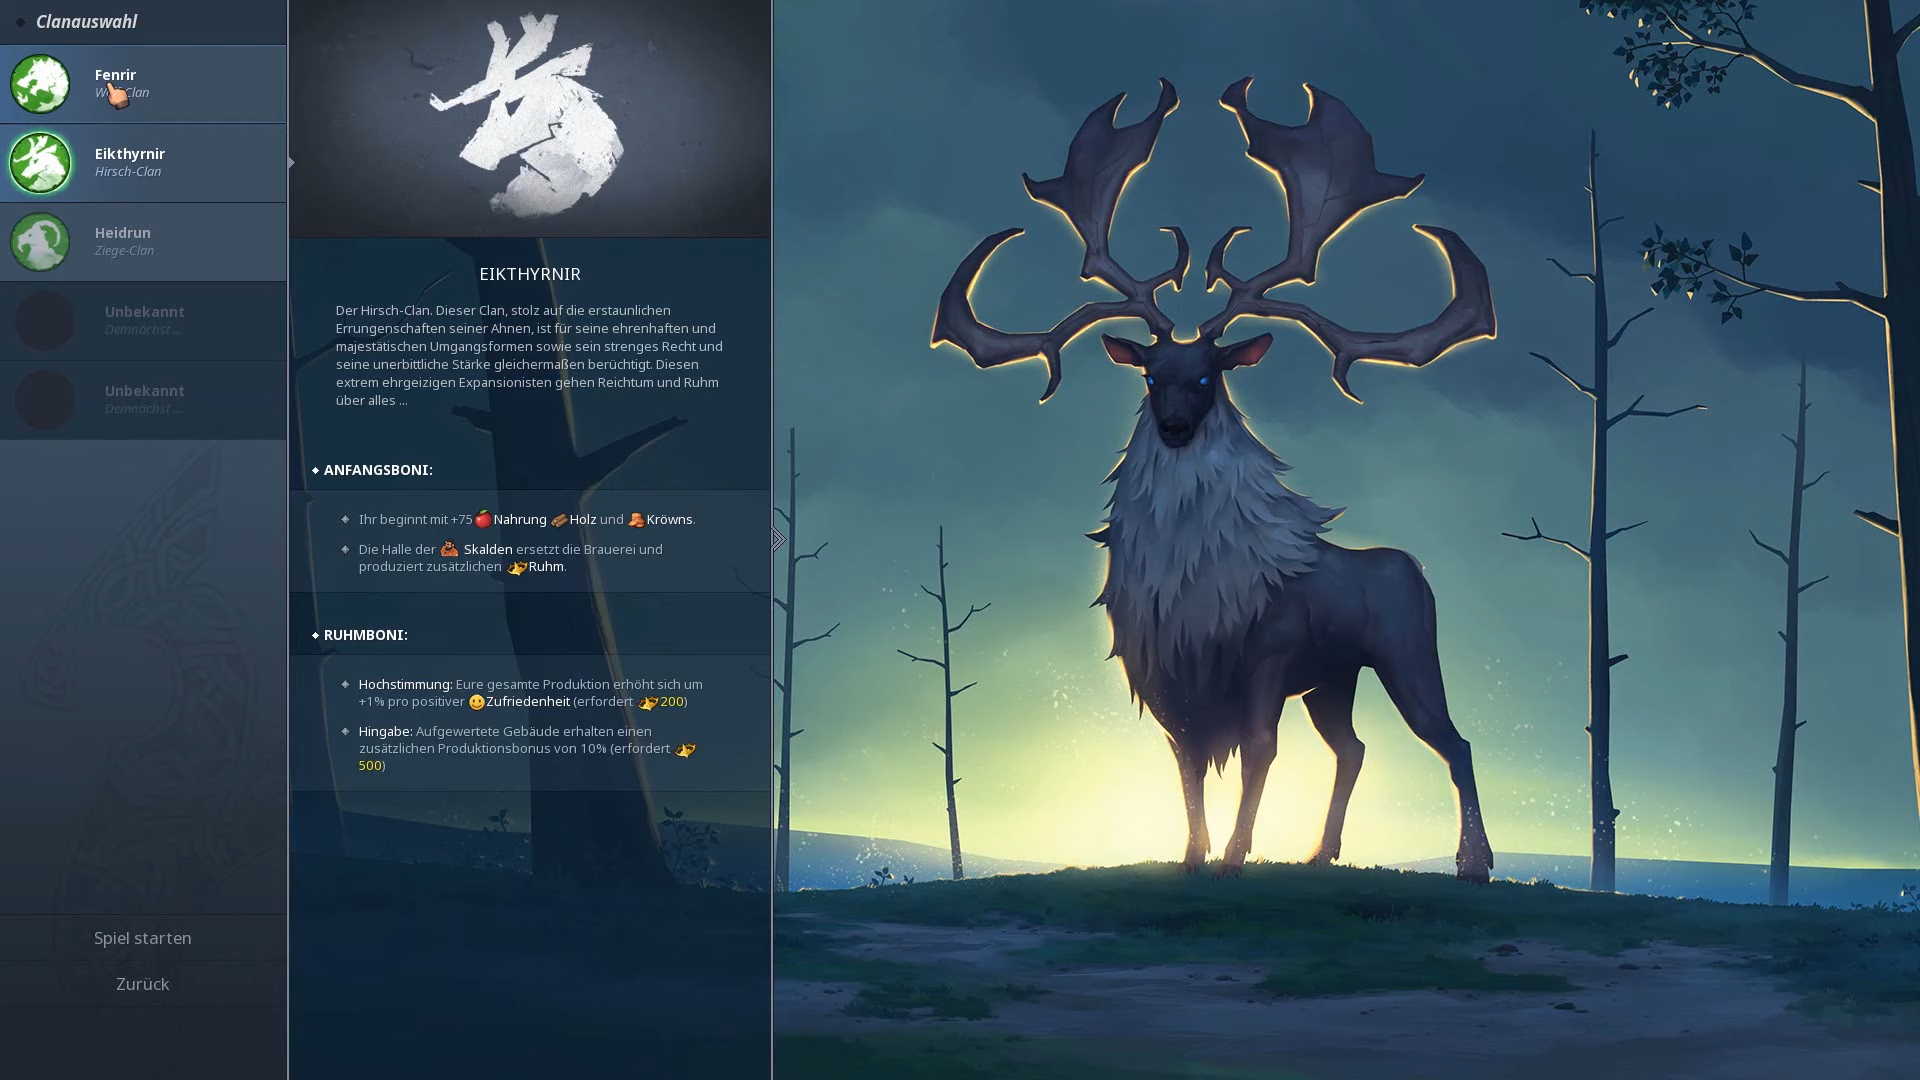 Clanauswahl
Fenrir
Wolf-Clan
Eikthyrnir
Hirsch-Clan
Heidrun
Ziege-Clan
Unbekannt
Demnächst ...
Unbekannt
Demnächst ...
Spiel starten
Zurück
EIKTHYRNIR
Der Hirsch-Clan. Dieser Clan, stolz auf die erstaunlichen
Errungenschaften seiner Ahnen, ist für seine ehrenhaften und
majestätischen Umgangsformen sowie sein strenges Recht und
seine unerbittliche Stärke gleichermaßen berüchtigt. Diesen
extrem ehrgeizigen Expansionisten gehen Reichtum und Ruhm
über alles ...
ANFANGSBONI:
Ihr beginnt mit +75 Nahrung Holz und Kröwns.
Die Halle der Skalden ersetzt die Brauerei und
produziert zusätzlichen Ruhm.
RUHMBONI:
Hochstimmung: Eure gesamte Produktion erhöht sich um
+1% pro positiver Zufriedenheit (erfordert 200)
Hingabe: Aufgewertete Gebäude erhalten einen
zusätzlichen Produktionsbonus von 10% (erfordert
500)